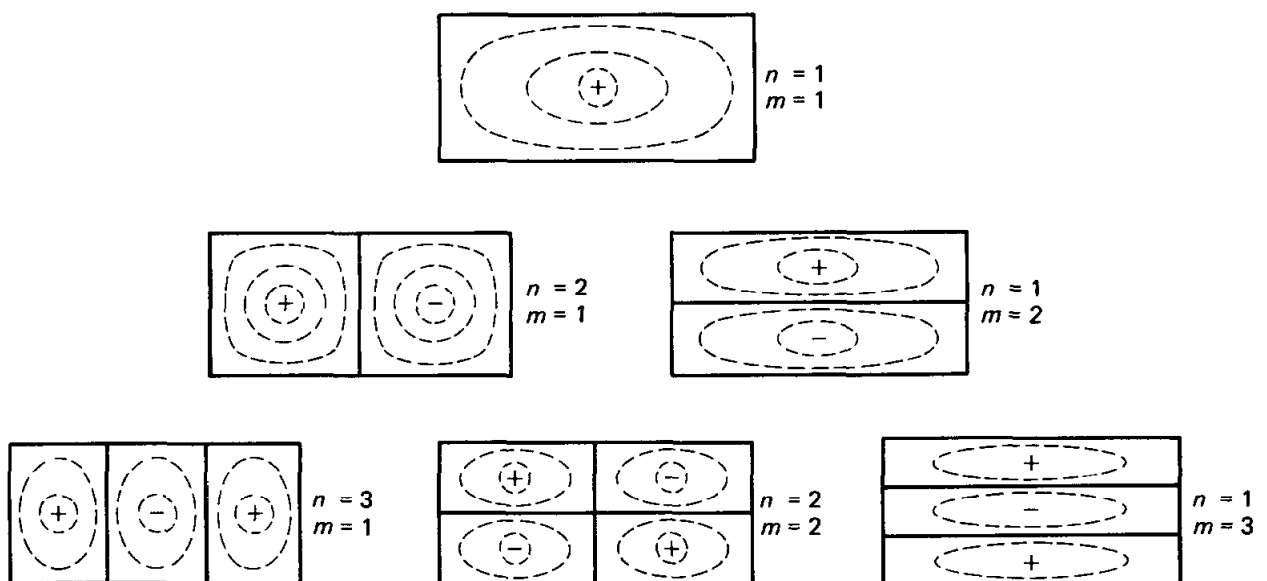 +
n = 1
m = 1
+ -
n = 2
m = 1
+
-
n = 1
m = 2
+ - +
n = 3
m = 1
+ -
- +
n = 2
m = 2
+
-
+
n = 1
m = 3